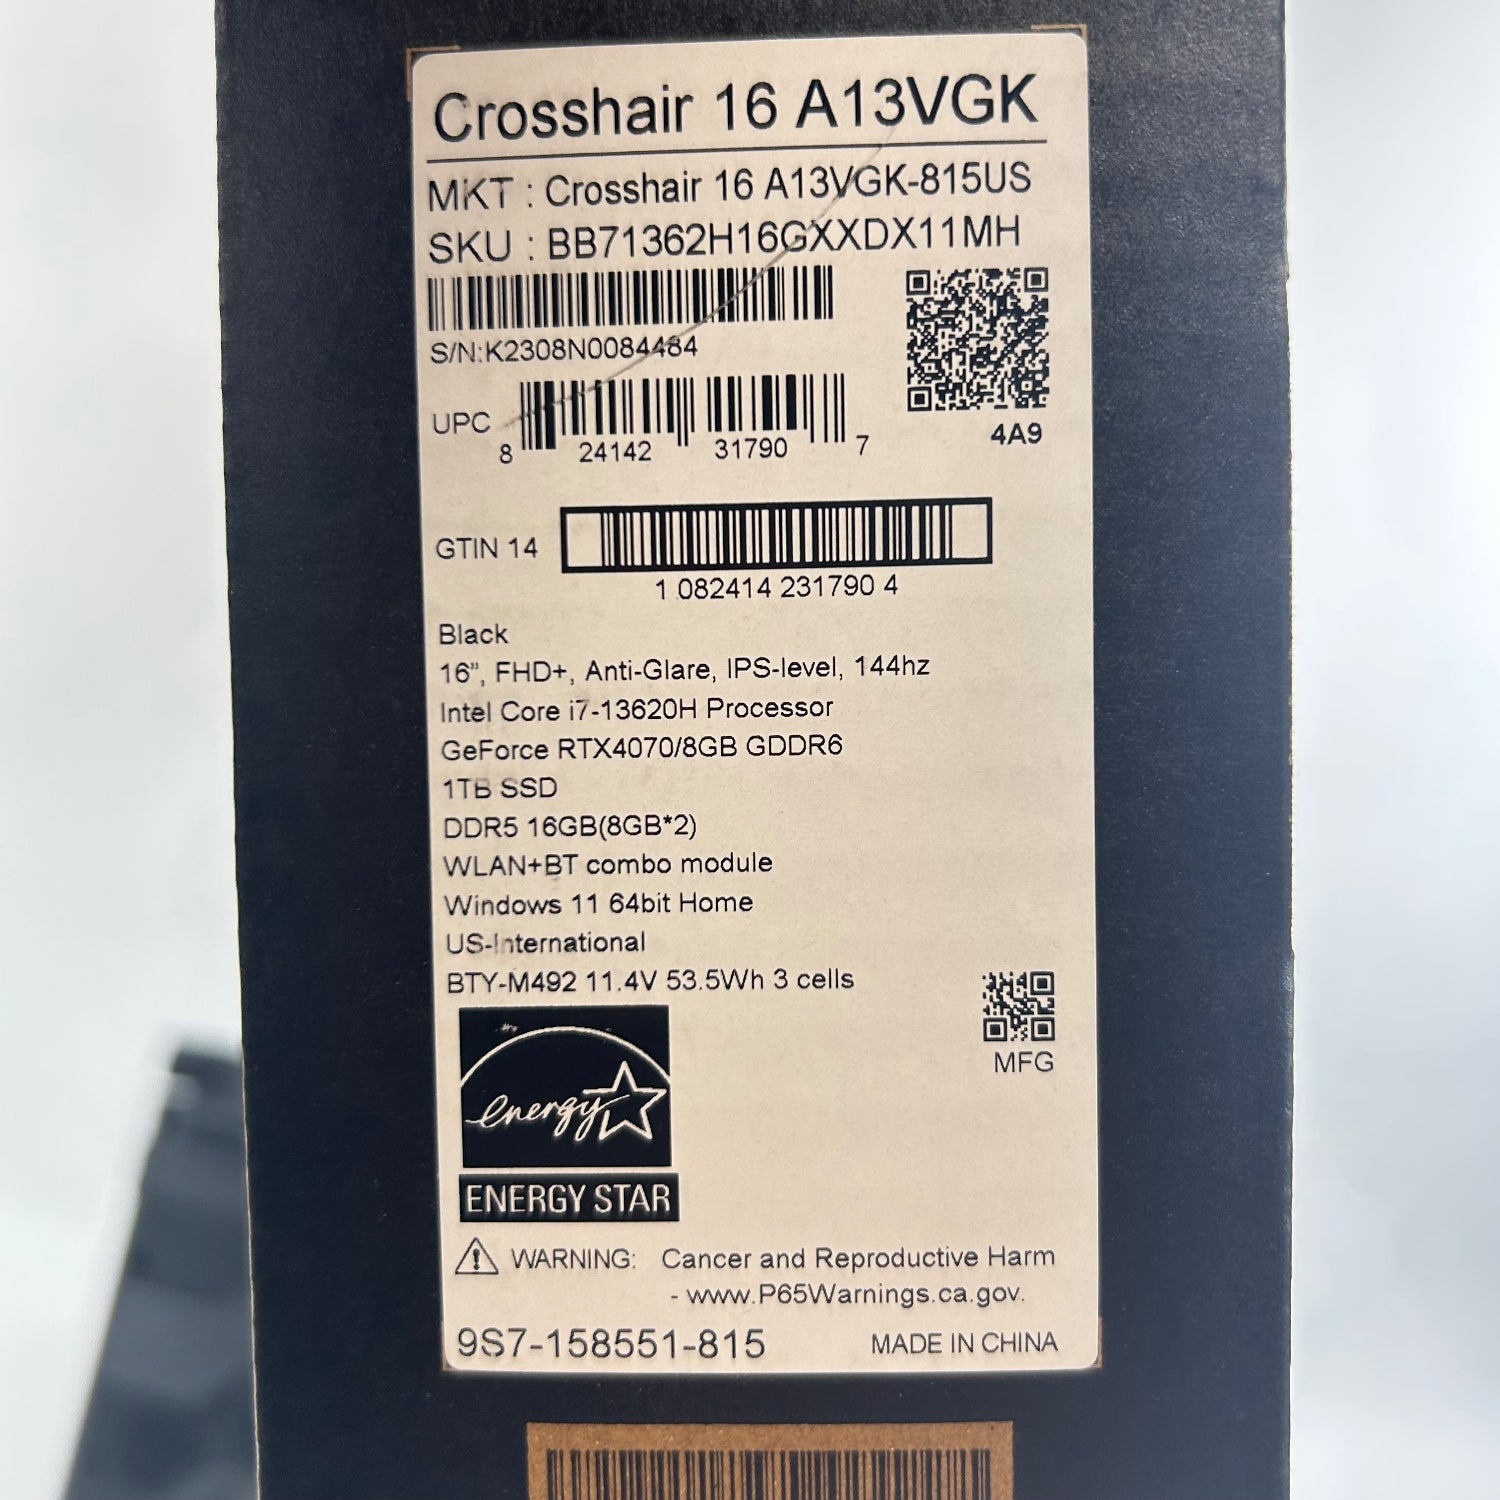 Crosshair 16 A13VGK
MKT : Crosshair 16 A13VGK-815US
SKU : BB71362H16GXXDX11MH
S/N:K2308N0084484
UPC
8 24142 31790 7
4A9
GTIN 14
1 082414 231790 4
Black
16", FHD+, Anti-Glare, IPS-level, 144hz
Intel Core i7-13620H Processor
GeForce RTX4070/8GB GDDR6
1TB SSD
DDR5 16GB(8GB*2)
WLAN+BT combo module
Windows 11 64bit Home
US-International
BTY-M492 11.4V 53.5Wh 3 cells
MFG
energy
ENERGY STAR
WARNING: Cancer and Reproductive Harm
- www.P65Warnings.ca.gov.
9S7-158551-815 MADE IN CHINA